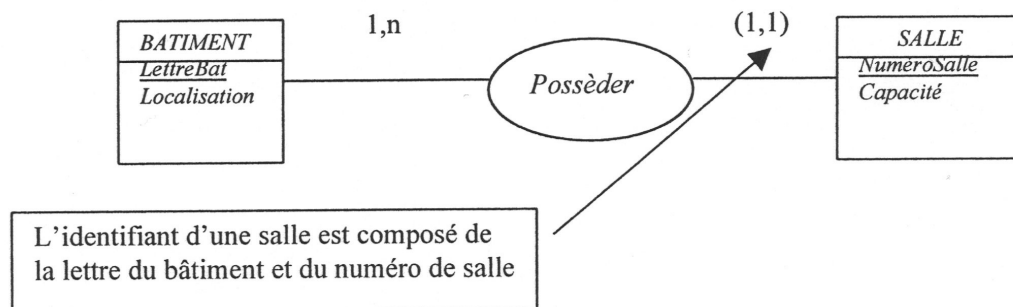 1,n
(1,1)
BATIMENT
LettreBat
Localisation
Possèder
SALLE
NuméroSalle
Capacité
L'identifiant d'une salle est composé de
la lettre du bâtiment et du numéro de salle